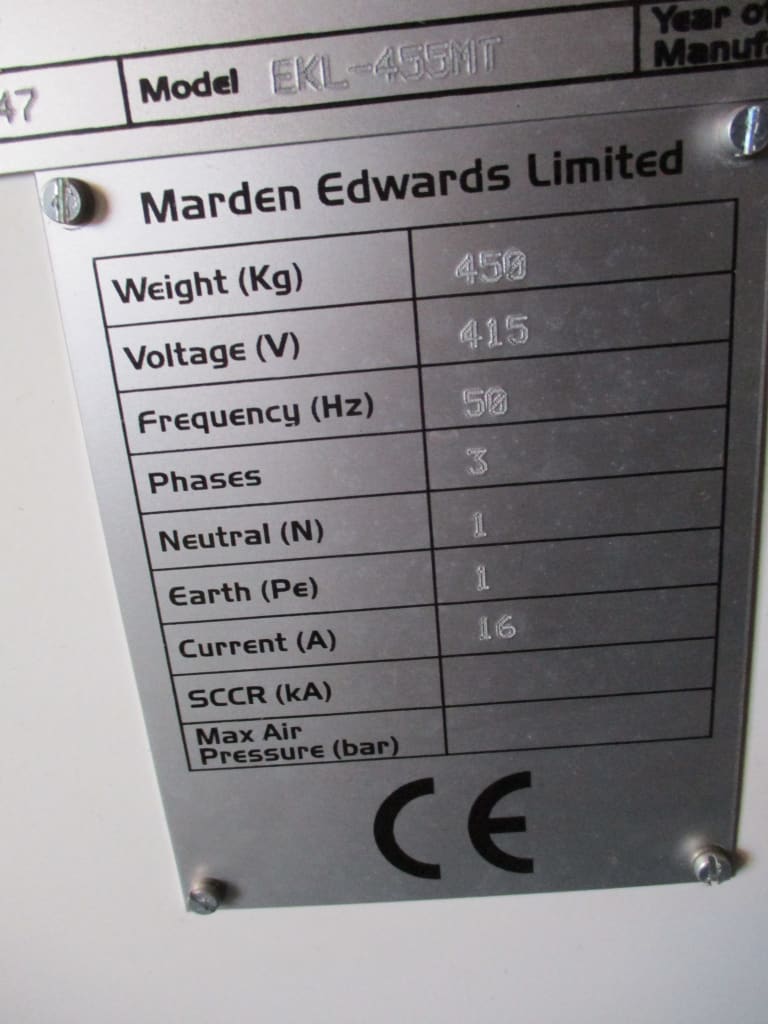 47 Model EKL-455MT Year o
Manuf
Marden Edwards Limited
Weight (Kg) 450
Voltage (V) 415
Frequency (Hz) 50
Phases 3
Neutral (N) 1
Earth (Pe) 1
Current (A) 16
SCCR (kA)
Max Air
Pressure (bar)
CE